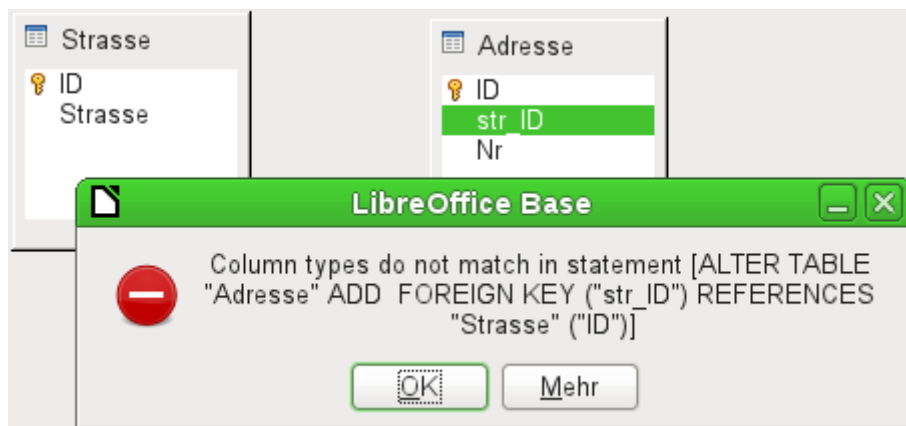 Strasse
ID
Strasse
Adresse
ID
str_ID
Nr
LibreOffice Base
Column types do not match in statement [ALTER TABLE
"Adresse" ADD  FOREIGN KEY ("str_ID") REFERENCES
"Strasse" ("ID")]
OK
Mehr